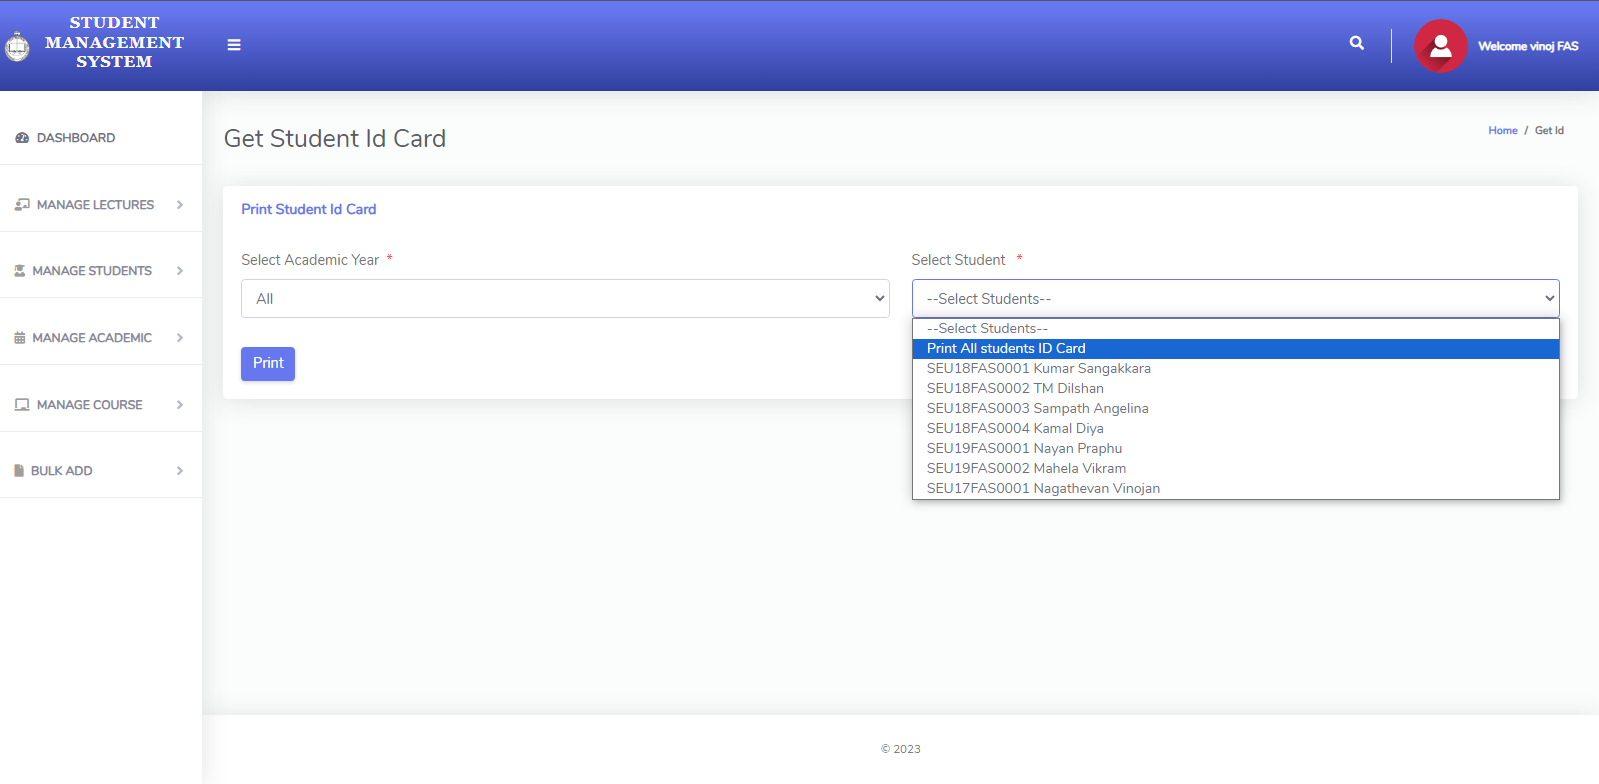 STUDENT
MANAGEMENT
SYSTEM
Welcome vinoj FAS
DASHBOARD
MANAGE LECTURES
MANAGE STUDENTS
MANAGE ACADEMIC
MANAGE COURSE
BULK ADD
Get Student Id Card
Home / Get Id
Print Student Id Card
Select Academic Year *
All
Print
Select Student *
--Select Students--
--Select Students--
Print All students ID Card
SEU18FAS0001 Kumar Sangakkara
SEU18FAS0002 TM Dilshan
SEU18FAS0003 Sampath Angelina
SEU18FAS0004 Kamal Diya
SEU19FAS0001 Nayan Praphu
SEU19FAS0002 Mahela Vikram
SEU17FAS0001 Nagathevan Vinojan
© 2023